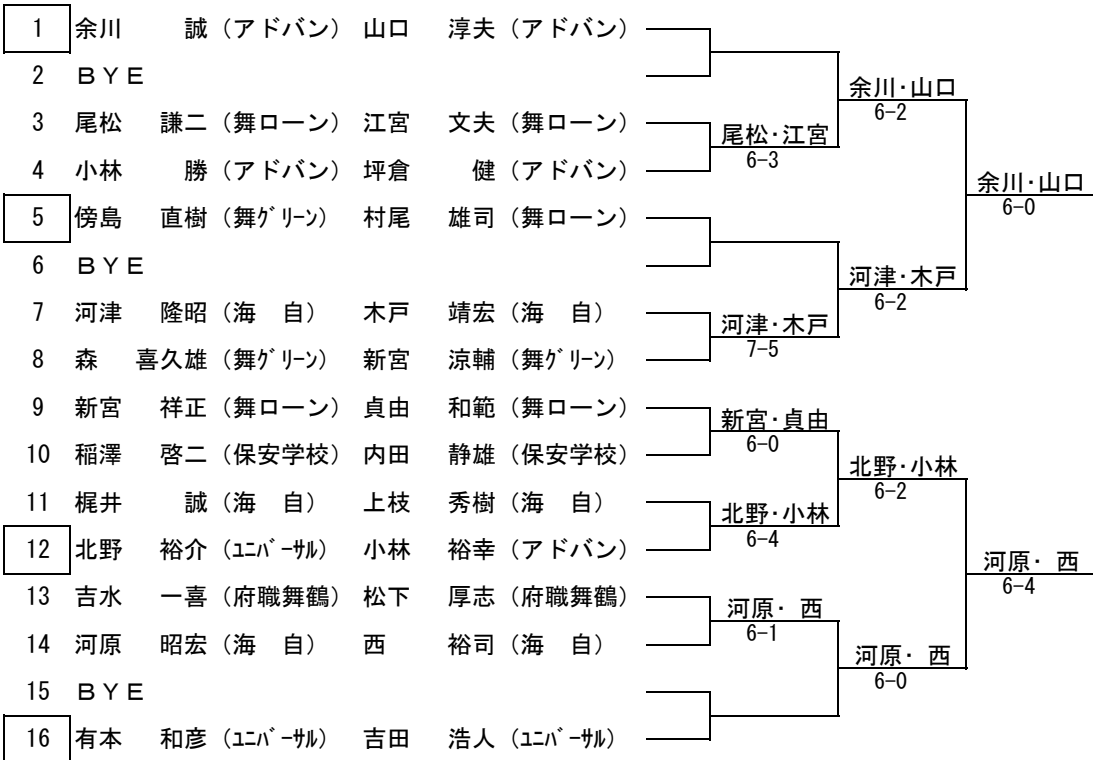 1 余川 誠 (アドバン) 山口 淳夫 (アドバン)
2 ＢＹＥ
余川･山口
6-2
3 尾松 謙二 (舞ローン) 江宮 文夫 (舞ローン)
尾松･江宮
6-3
4 小林 勝 (アドバン) 坪倉 健 (アドバン)
余川･山口
6-0
5 傍島 直樹 (舞ｸﾞﾘｰﾝ) 村尾 雄司 (舞ローン)
6 ＢＹＥ
河津･木戸
6-2
7 河津 隆昭 (海 自) 木戸 靖宏 (海 自)
河津･木戸
7-5
8 森 喜久雄 (舞ｸﾞﾘｰﾝ) 新宮 涼輔 (舞ｸﾞﾘｰﾝ)
9 新宮 祥正 (舞ローン) 貞由 和範 (舞ローン)
新宮･貞由
6-0
10 稲澤 啓二 (保安学校) 内田 静雄 (保安学校)
北野･小林
6-2
11 梶井 誠 (海 自) 上枝 秀樹 (海 自)
北野･小林
6-4
12 北野 裕介 (ﾕﾆﾊﾞｰｻﾙ) 小林 裕幸 (アドバン)
河原･ 西
6-4
13 吉水 一喜 (府職舞鶴) 松下 厚志 (府職舞鶴)
河原･ 西
6-1
14 河原 昭宏 (海 自) 西 裕司 (海 自)
河原･ 西
6-0
15 ＢＹＥ
16 有本 和彦 (ﾕﾆﾊﾞｰｻﾙ) 吉田 浩人 (ﾕﾆﾊﾞｰｻﾙ)